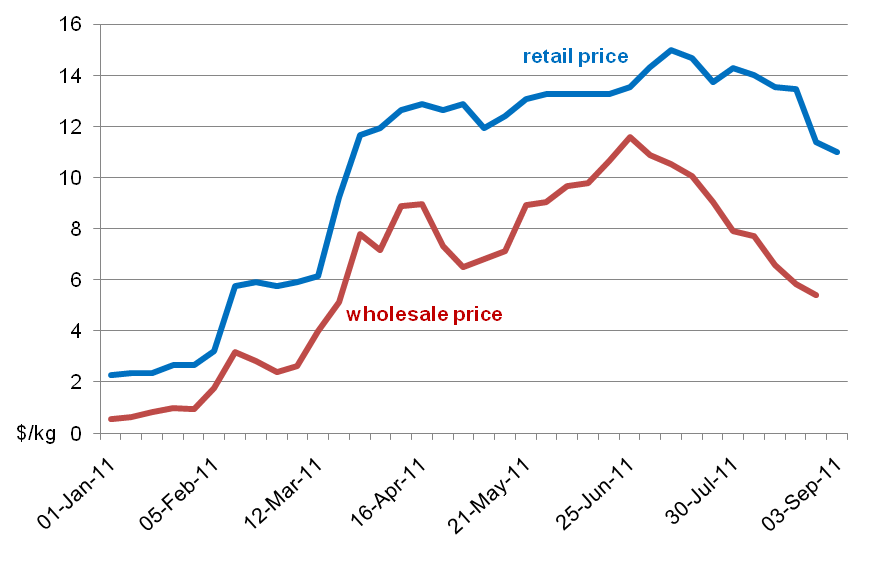 16
retail price
14
12
10
8
6
wholesale price
4
2
$/kg 0
01-Jan-11
05-Feb-11
12-Mar-11
16-Apr-11
21-May-11
25-Jun-11
30-Jul-11
03-Sep-11